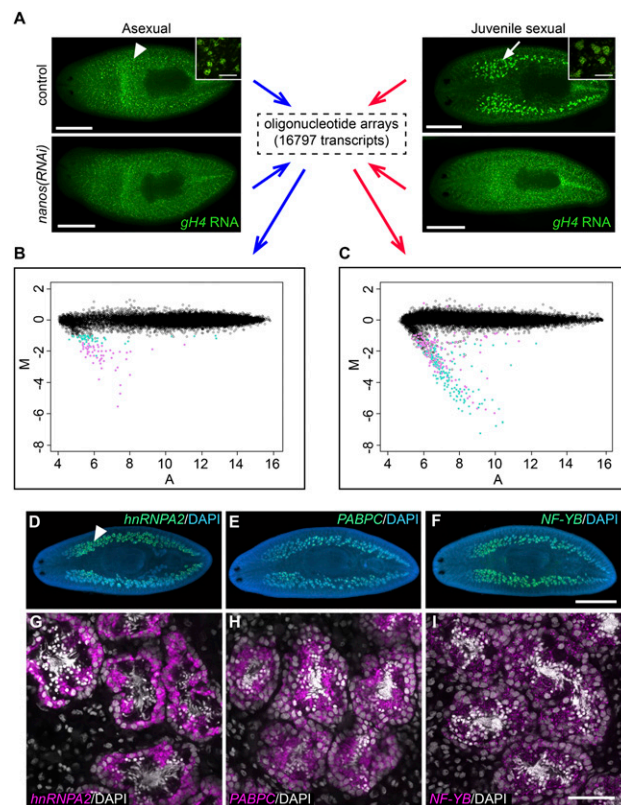 A
Asexual
Juvenile sexual
control
nanos(RNAi)
oligonucleotide arrays
(16797 transcripts)
gH4 RNA
gH4 RNA
B
2
0
-2
-4
-6
-8
M
4
6
8
10
12
14
16
A
C
2
0
-2
-4
-6
-8
M
4
6
8
10
12
14
16
A
D
hnRNPA2/DAPI
E
PABPC/DAPI
F
NF-YB/DAPI
G
hnRNPA2/DAPI
H
PABPC/DAPI
I
NF-YB/DAPI